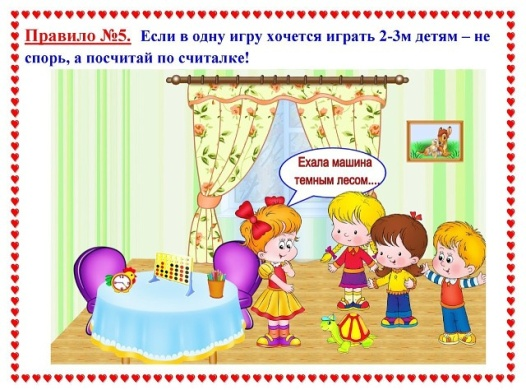 Правило №5. Если в одну игру хочется играть 2-3м детям – не
спорь, а посчитай по считалке!
Ехала машина
темным лесом....